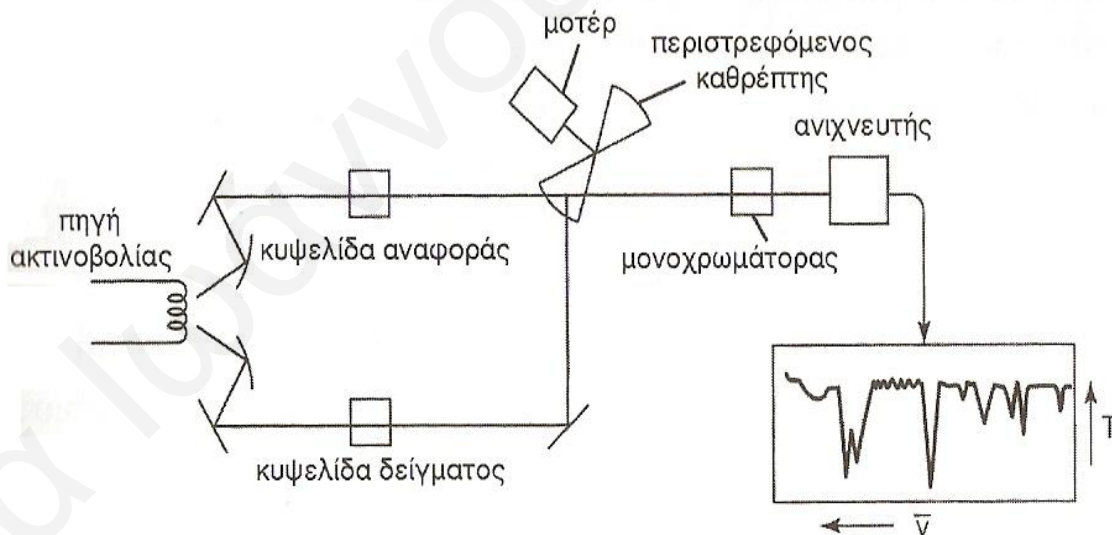 μοτέρ
περιστρεφόμενος
καθρέπτης
ανιχνευτής
πηγή
ακτινοβολίας
κυψελίδα αναφοράς
μονοχρωμάτορας
κυψελίδα δείγματος
T
ν̅